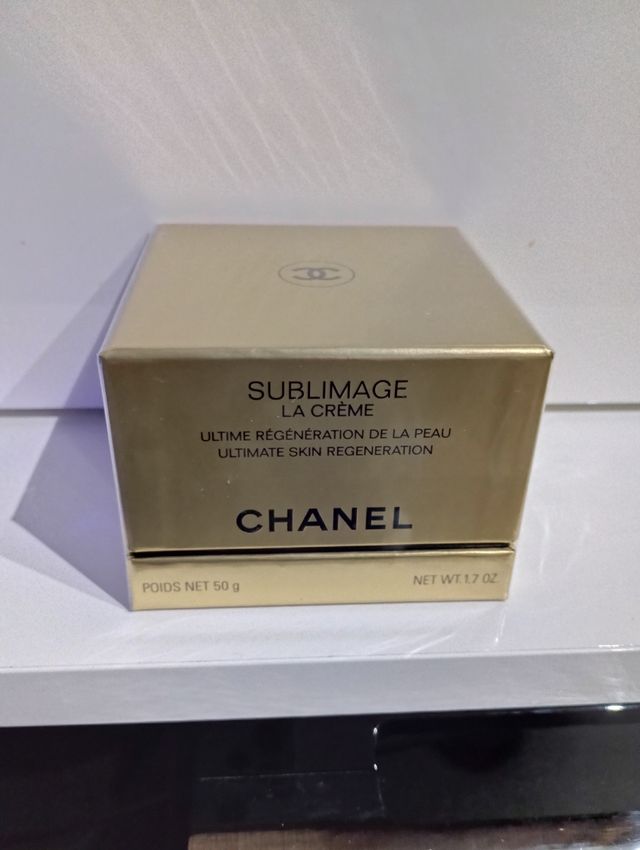 SUBLIMAGE
LA CRÈME
ULTIME RÉGÉNÉRATION DE LA PEAU
ULTIMATE SKIN REGENERATION
CHANEL
POIDS NET 50 g
NET WT.1.7 OZ.